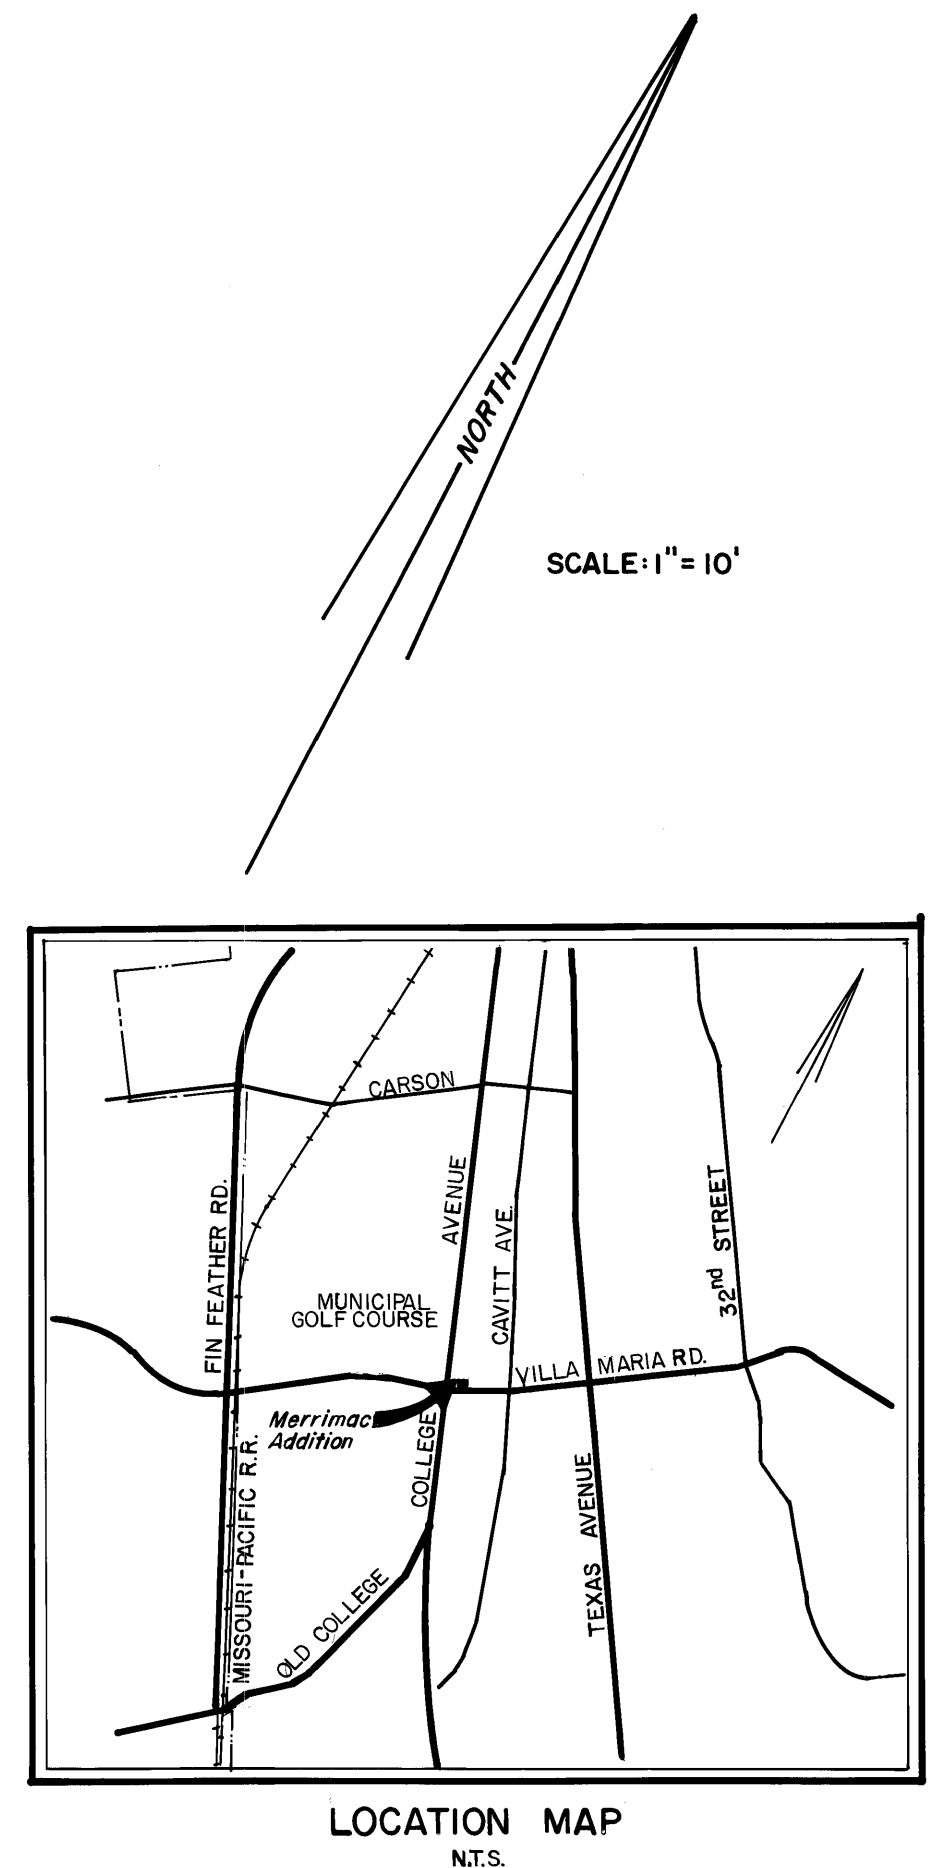 NORTH
SCALE: 1" = 10'
CARSON
AVENUE
FIN FEATHER RD.
CAVITT AVE.
32nd STREET
MUNICIPAL
GOLF COURSE
VILLA MARIA RD.
Merrimac
Addition
COLLEGE
MISSOURI-PACIFIC R.R.
TEXAS AVENUE
OLD COLLEGE
LOCATION MAP
N.T.S.